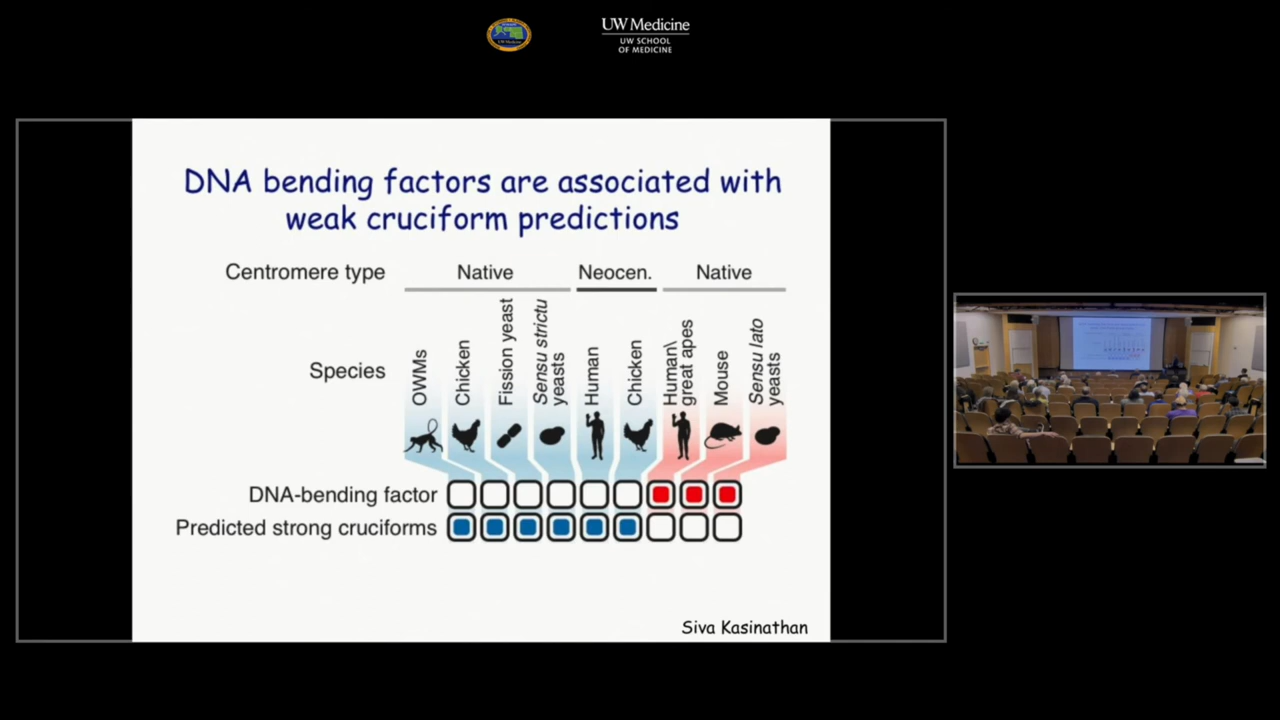 UW Medicine
UW SCHOOL
OF MEDICINE
DNA bending factors are associated with
weak cruciform predictions
Centromere type
Native
Neocen.
Native
Species
OWMs
Chicken
Fission yeast
Sensu strictu
yeasts
Human
Chicken
Human\
great apes
Mouse
Sensu lato
yeasts
DNA-bending factor
Predicted strong cruciforms
Siva Kasinathan